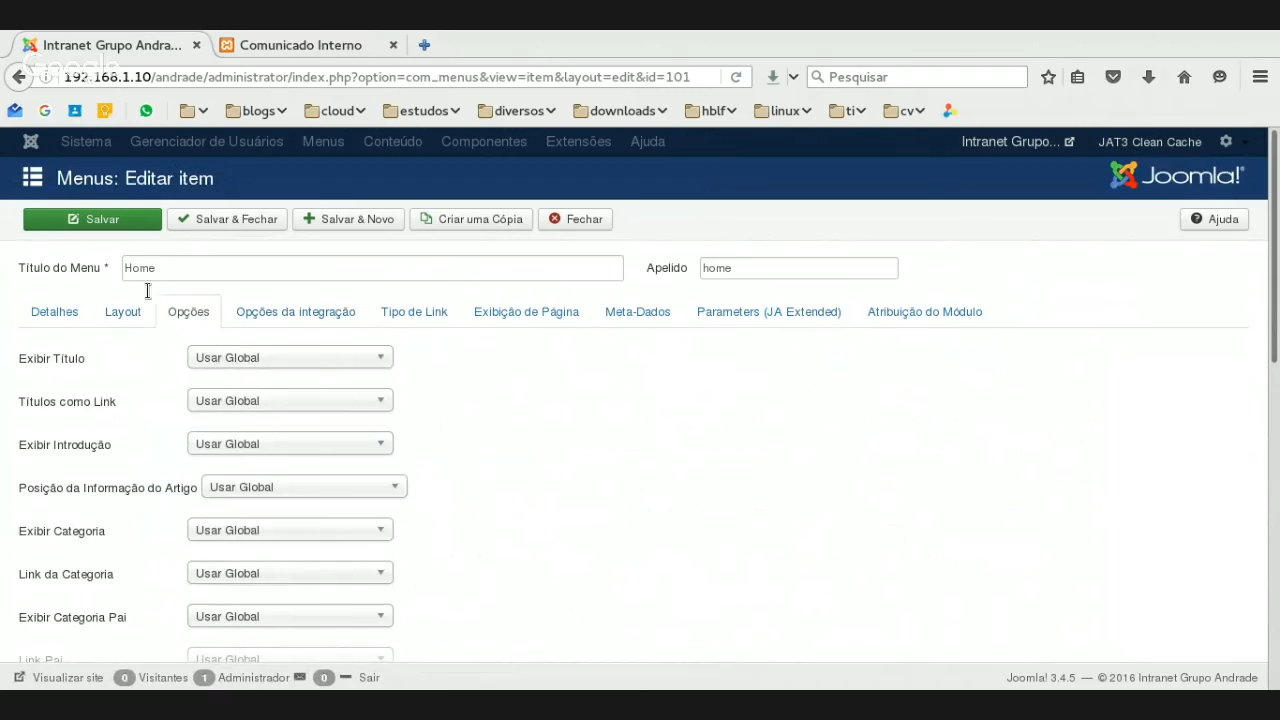 Intranet Grupo Andra...
Comunicado Interno
Google
192.168.1.10/andrade/administrator/index.php?option=com_menus&view=item&layout=edit&id=101
Pesquisar
blogs
cloud
estudos
diversos
downloads
hblf
linux
ti
cv
Sistema
Gerenciador de Usuários
Menus
Conteúdo
Componentes
Extensões
Ajuda
Intranet Grupo...
JAT3 Clean Cache
Menus: Editar item
Joomla!
Salvar
Salvar & Fechar
Salvar & Novo
Criar uma Cópia
Fechar
Ajuda
Título do Menu * Home
Apelido home
Detalhes
Layout
Opções
Opções da integração
Tipo de Link
Exibição de Página
Meta-Dados
Parameters (JA Extended)
Atribuição do Módulo
Exibir Título Usar Global
Títulos como Link Usar Global
Exibir Introdução Usar Global
Posição da Informação do Artigo Usar Global
Exibir Categoria Usar Global
Link da Categoria Usar Global
Exibir Categoria Pai Usar Global
Link Pai Usar Global
Visualizar site 0 Visitantes 1 Administrador 0 Sair
Joomla! 3.4.5 — © 2016 Intranet Grupo Andrade